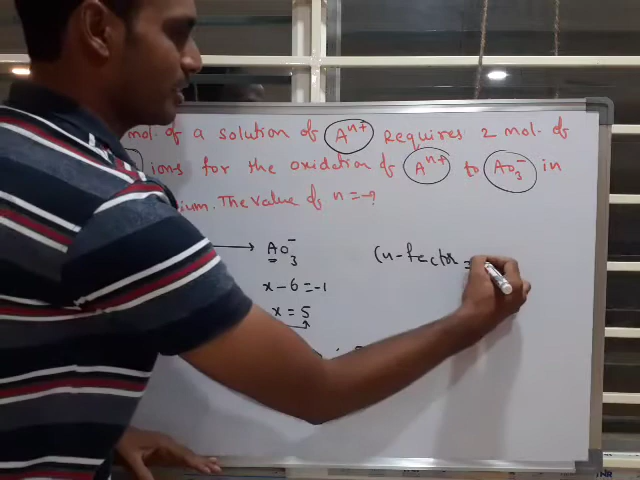 mol. of a solution of Aⁿ⁺ Requires 2 mol. of
ions for the oxidation of Aⁿ⁺ to AO₃⁻ in
ium. The value of n = ?
→ AO₃⁻
x - 6 = -1
x = 5
(n-factor =